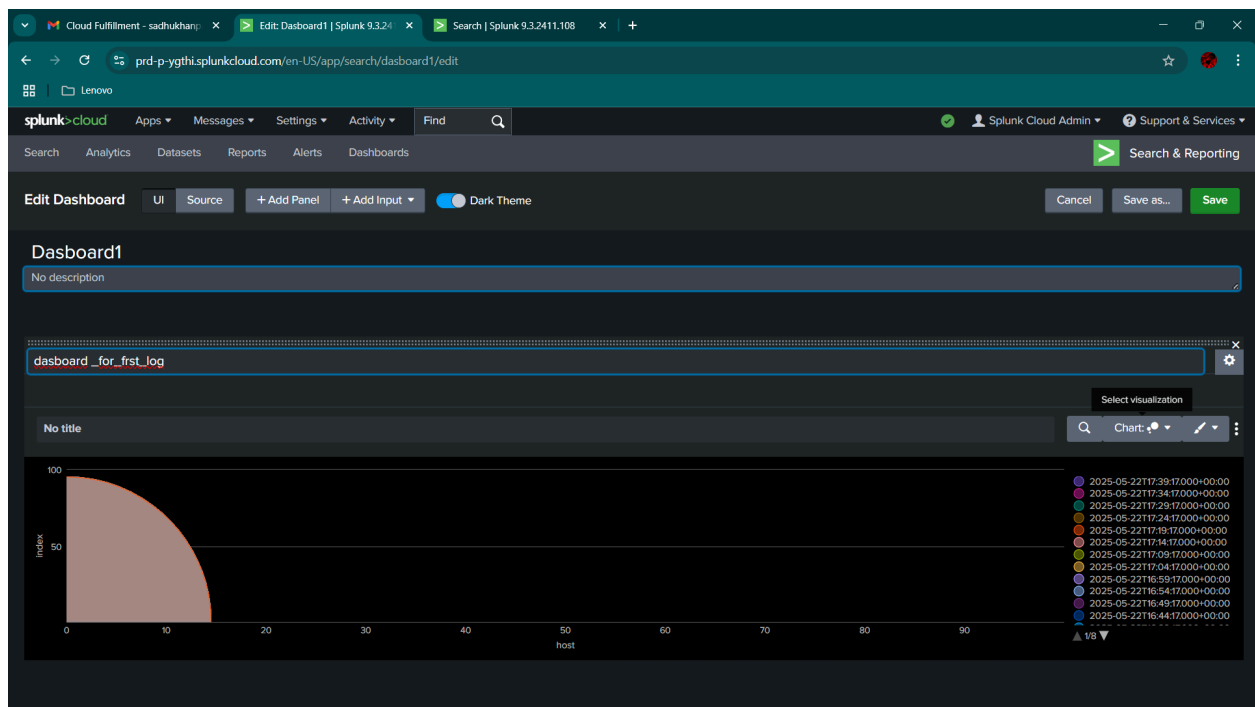 Cloud Fulfillment - sadhukhanp
Edit: Dasboard1 | Splunk 9.3.24
Search | Splunk 9.3.2411.108
prd-p-ygthi.splunkcloud.com/en-US/app/search/dasboard1/edit
Lenovo
splunk>cloud Apps Messages Settings Activity Find Splunk Cloud Admin Support & Services
Search Analytics Datasets Reports Alerts Dashboards Search & Reporting
Edit Dashboard UI Source + Add Panel + Add Input Dark Theme Cancel Save as... Save
Dasboard1
No description
dasboard _for_frst_log
Select visualization
No title Chart:
100
50
index
0 10 20 30 40 50 60 70 80 90
host
2025-05-22T17:39:17.000+00:00
2025-05-22T17:34:17.000+00:00
2025-05-22T17:29:17.000+00:00
2025-05-22T17:24:17.000+00:00
2025-05-22T17:19:17.000+00:00
2025-05-22T17:14:17.000+00:00
2025-05-22T17:09:17.000+00:00
2025-05-22T17:04:17.000+00:00
2025-05-22T16:59:17.000+00:00
2025-05-22T16:54:17.000+00:00
2025-05-22T16:49:17.000+00:00
2025-05-22T16:44:17.000+00:00
1/8